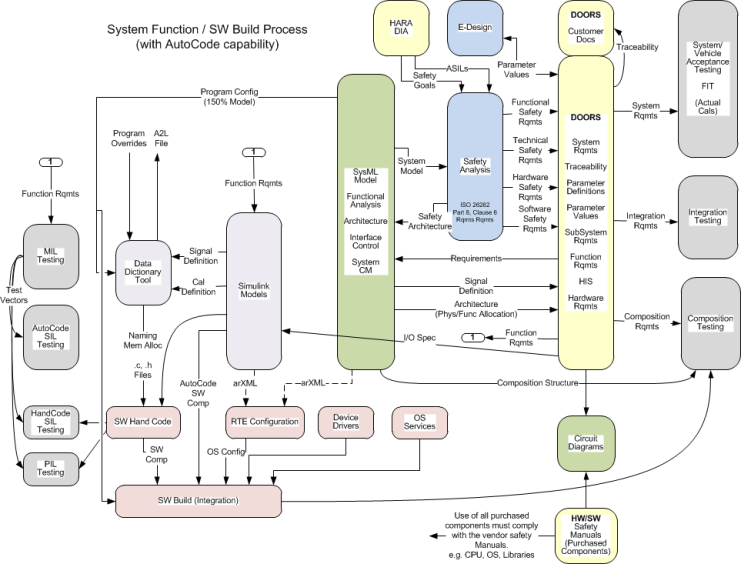 System Function / SW Build Process
(with AutoCode capability)
HARA
DIA
E-Design
DOORS
Customer
Docs
Traceability
System/
Vehicle
Acceptance
Testing
FIT
(Actual
Cals)
ASILs
Safety
Goals
Parameter
Values
Program Config
(150% Model)
Program
Overrides
A2L
File
1
Function Rqmts
1
Function Rqmts
SysML
Model
Functional
Analysis
Architecture
Interface
Control
System
CM
System
Model
Safety
Architecture
Safety
Analysis
ISO 26262
Part 8, Clause 6
Rqmts Rqmts
Functional
Safety
Rqmts
Technical
Safety
Rqmts
Hardware
Safety
Rqmts
Software
Safety
Rqmts
DOORS
System
Rqmts
Traceability
Parameter
Definitions
Parameter
Values
SubSystem
Rqmts
Function
Rqmts
HIS
Hardware
Rqmts
System
Rqmts
Integration
Rqmts
Integration
Testing
Composition
Rqmts
Composition
Testing
MIL
Testing
Test
Vectors
AutoCode
SIL
Testing
HandCode
SIL
Testing
PIL
Testing
Data
Dictionary
Tool
Signal
Definition
Cal
Definition
Simulink
Models
Requirements
Signal
Definition
Architecture
(Phys/Func Allocation)
I/O Spec
1
Function
Rqmts
Naming
Mem Alloc
.c, .h
Files
AutoCode
SW
Comp
arXML
arXML
Composition Structure
SW Hand Code
RTE Configuration
Device
Drivers
OS
Services
SW
Comp
OS Config
SW Build (Integration)
Circuit
Diagrams
HW/SW
Safety
Manuals
(Purchased
Components)
Use of all purchased
components must comply
with the vendor safety
Manuals.
e.g. CPU, OS, Libraries